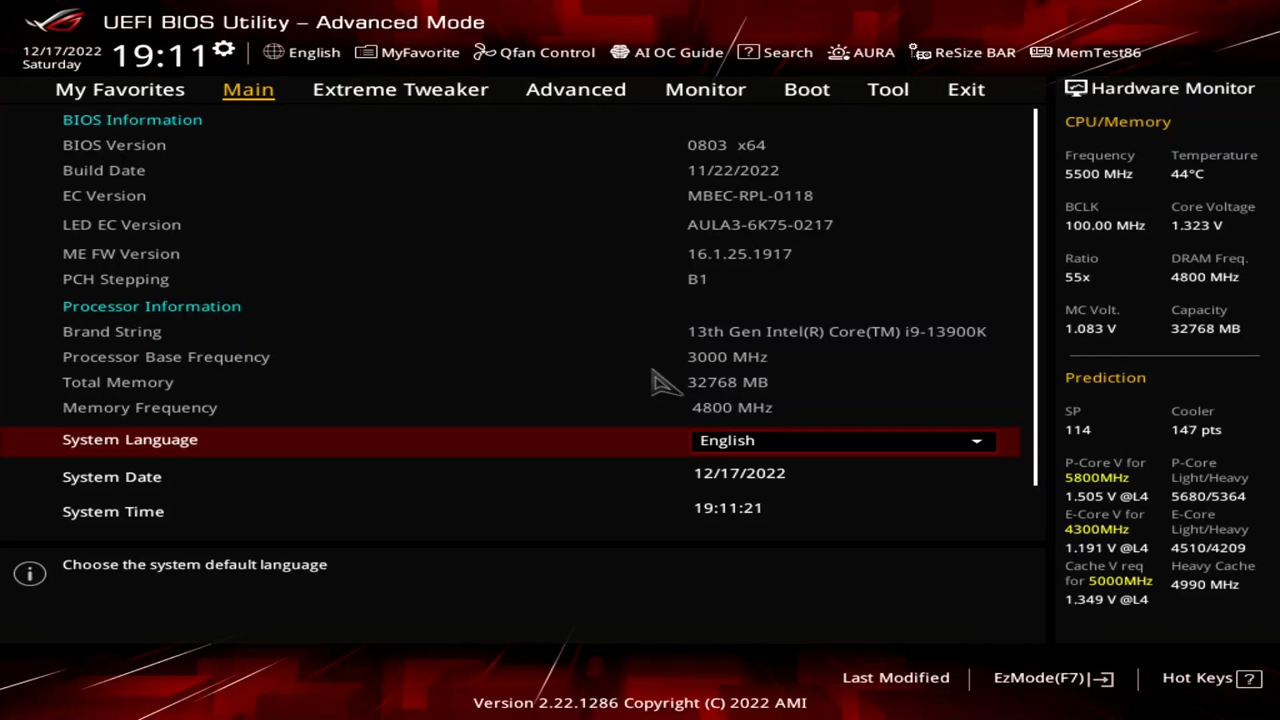 UEFI BIOS Utility – Advanced Mode
12/17/2022
Saturday
19:11
English
MyFavorite
Qfan Control
AI OC Guide
? Search
AURA
ReSize BAR
MemTest86
My Favorites
Main
Extreme Tweaker
Advanced
Monitor
Boot
Tool
Exit
BIOS Information
BIOS Version 0803 x64
Build Date 11/22/2022
EC Version MBEC-RPL-0118
LED EC Version AULA3-6K75-0217
ME FW Version 16.1.25.1917
PCH Stepping B1
Processor Information
Brand String 13th Gen Intel(R) Core(TM) i9-13900K
Processor Base Frequency 3000 MHz
Total Memory 32768 MB
Memory Frequency 4800 MHz
System Language English
System Date 12/17/2022
System Time 19:11:21
Choose the system default language
Hardware Monitor
CPU/Memory
Frequency Temperature
5500 MHz 44°C
BCLK Core Voltage
100.00 MHz 1.323 V
Ratio DRAM Freq.
55x 4800 MHz
MC Volt. Capacity
1.083 V 32768 MB
Prediction
SP Cooler
114 147 pts
P-Core V for P-Core
5800MHz Light/Heavy
1.505 V @L4 5680/5364
E-Core V for E-Core
4300MHz Light/Heavy
1.191 V @L4 4510/4209
Cache V req Heavy Cache
for 5000MHz 4990 MHz
1.349 V @L4
Last Modified
EzMode(F7)
Hot Keys ?
Version 2.22.1286 Copyright (C) 2022 AMI